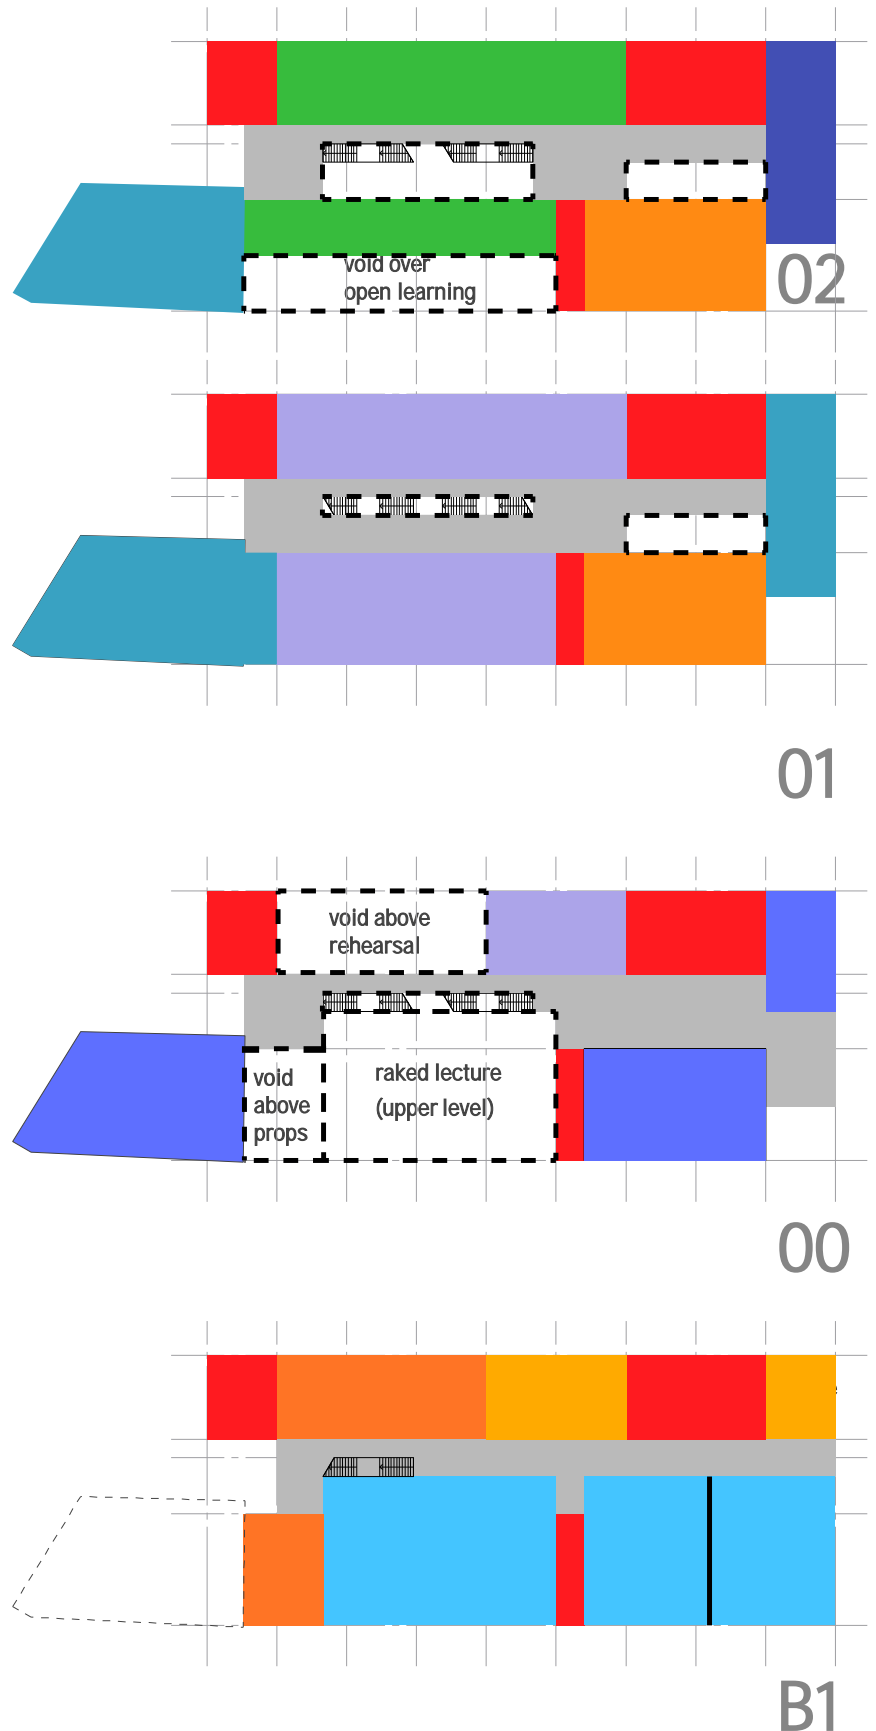 void over
open learning
02
01
void above
rehearsal
void
above
props
raked lecture
(upper level)
00
B1